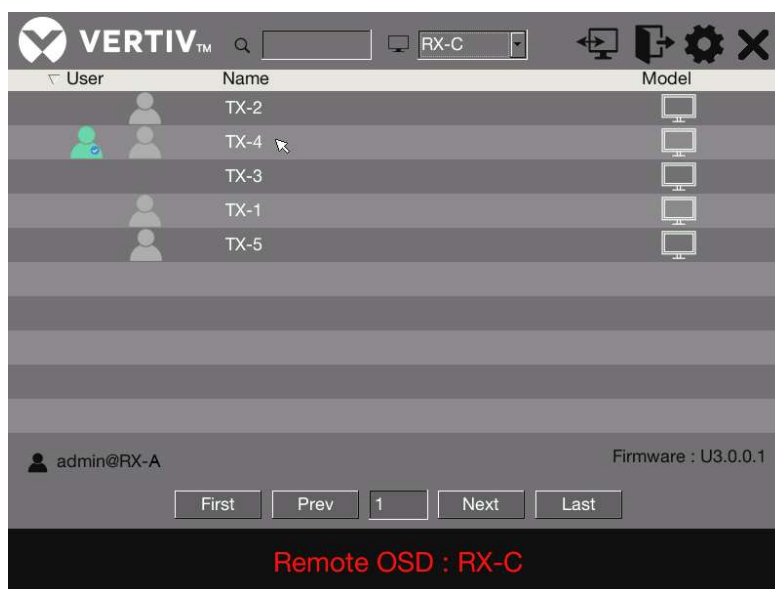 VERTIV™ RX-C
User Name Model
TX-2
TX-4
TX-3
TX-1
TX-5
admin@RX-A Firmware : U3.0.0.1
First Prev 1 Next Last
Remote OSD : RX-C